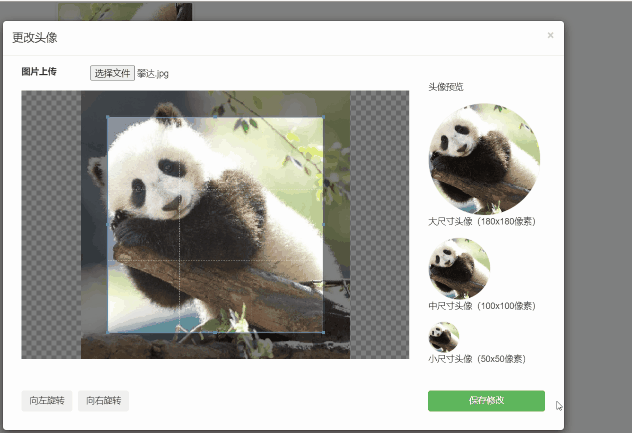 更改头像
×
图片上传
选择文件 攀达.jpg
头像预览
大尺寸头像（180x180像素）
中尺寸头像（100x100像素）
小尺寸头像（50x50像素）
向左旋转 向右旋转
保存修改